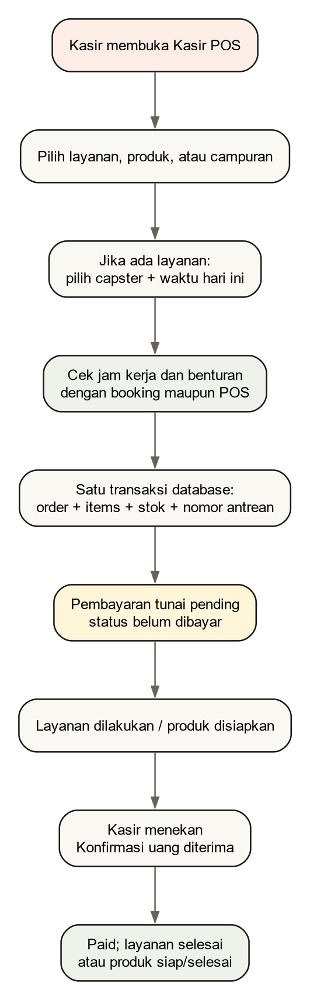 Kasir membuka Kasir POS
Pilih layanan, produk, atau campuran
Jika ada layanan:
pilih capster + waktu hari ini
Cek jam kerja dan benturan
dengan booking maupun POS
Satu transaksi database:
order + items + stok + nomor antrean
Pembayaran tunai pending
status belum dibayar
Layanan dilakukan / produk disiapkan
Kasir menekan
Konfirmasi uang diterima
Paid; layanan selesai
atau produk siap/selesai